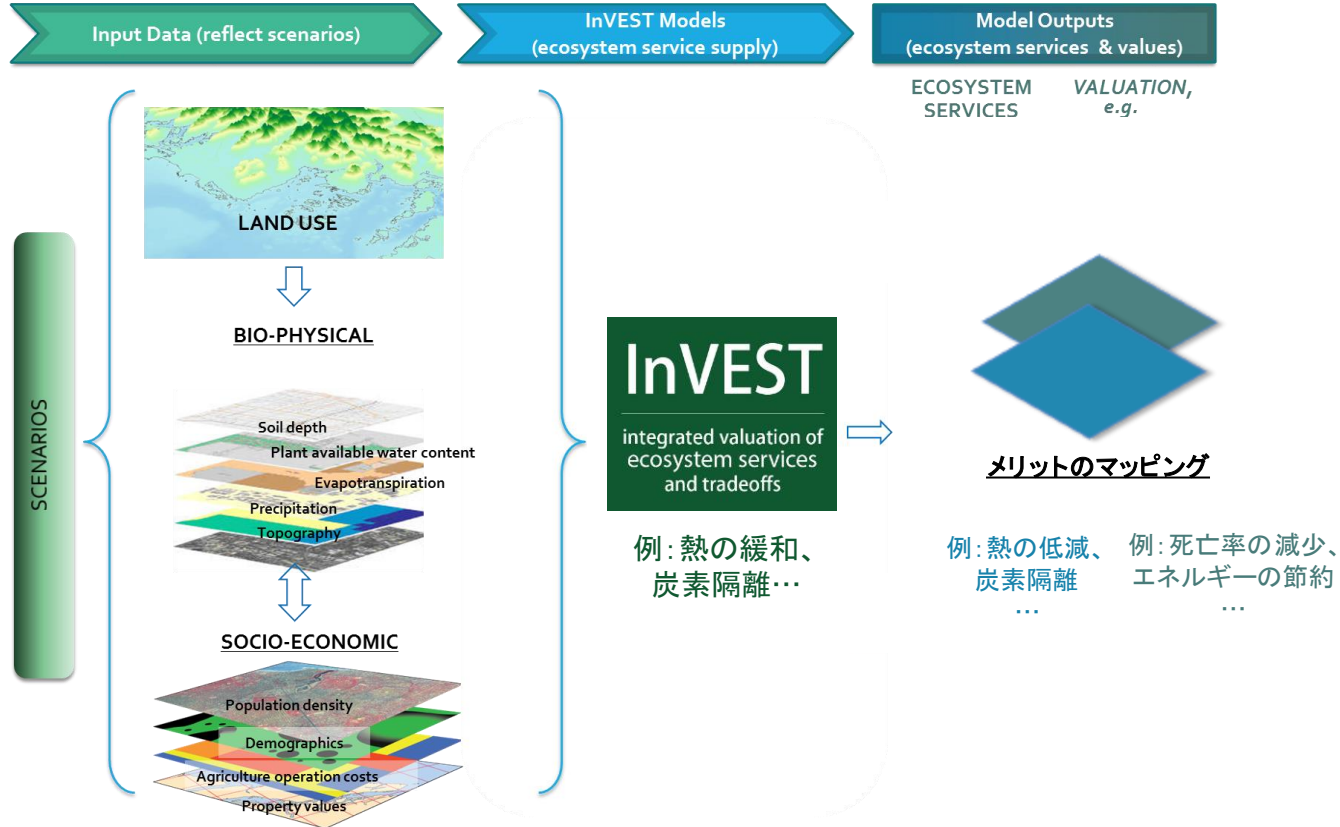 Input Data (reflect scenarios)
InVEST Models
(ecosystem service supply)
Model Outputs
(ecosystem services & values)
ECOSYSTEM
SERVICES
VALUATION,
e.g.
SCENARIOS
LAND USE
BIO-PHYSICAL
Soil depth
Plant available water content
Evapotranspiration
Precipitation
Topography
SOCIO-ECONOMIC
Population density
Demographics
Agriculture operation costs
Property values
InVEST
integrated valuation of
ecosystem services
and tradeoffs
例：熱の緩和、
炭素隔離…
メリットのマッピング
例：熱の低減、
炭素隔離
…
例：死亡率の減少、
エネルギーの節約
…